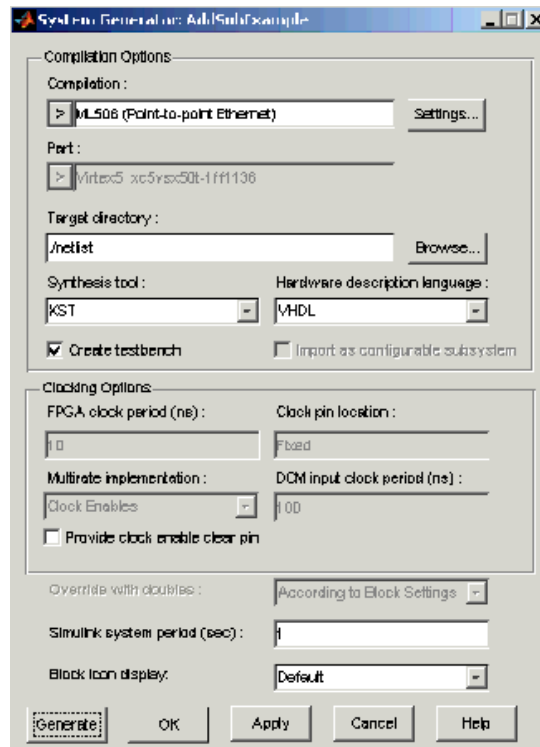 System Generator: AddSubExample
Compilation Options
Compilation :
> ML506 (Point-to-point Ethernet) Settings...
Part :
> Virtex5 xc5vsx50t-1ff1136
Target directory :
./netlist Browse...
Synthesis tool : Hardware description language :
XST VHDL
Create testbench Import as configurable subsystem
Clocking Options
FPGA clock period (ns) : Clock pin location :
10 Fixed
Multirate implementation : DCM input clock period (ns) :
Clock Enables 100
Provide clock enable clear pin
Override with doubles : According to Block Settings
Simulink system period (sec) : 1
Block icon display: Default
Generate OK Apply Cancel Help